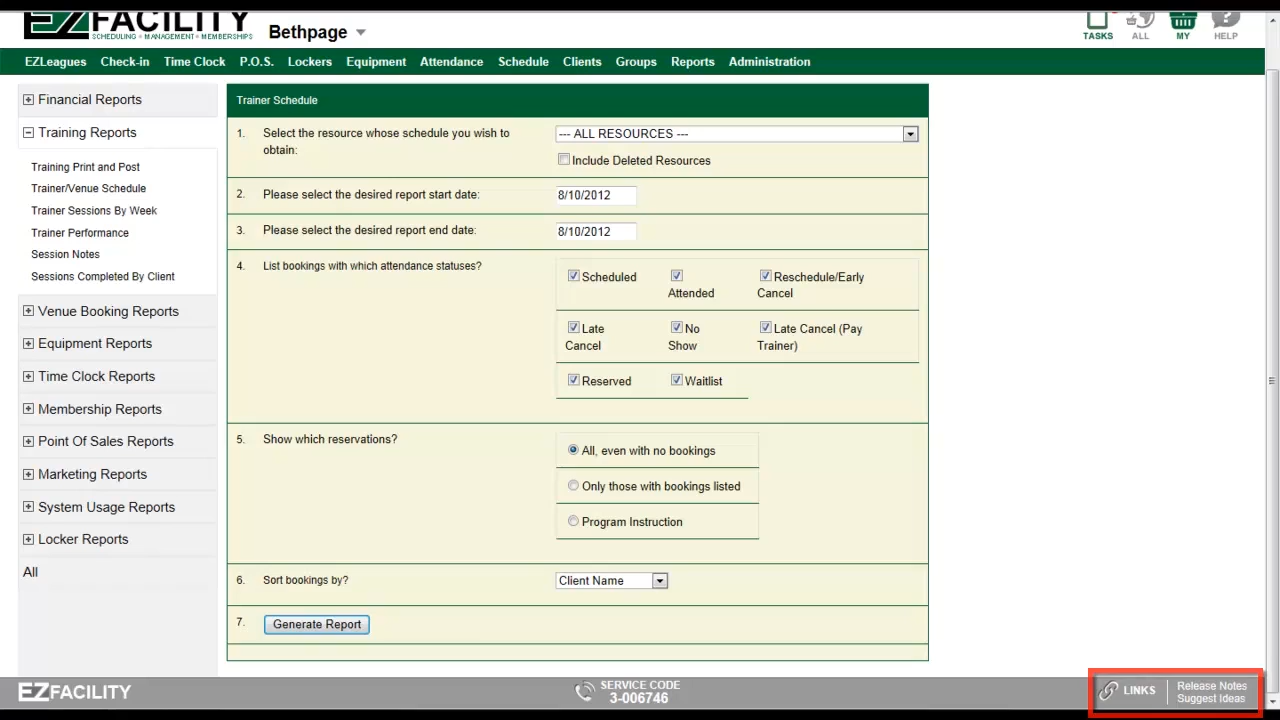 EZFACILITY
SCHEDULING • MANAGEMENT • MEMBERSHIPS
Bethpage
TASKS ALL MY HELP
EZLeagues Check-in Time Clock P.O.S. Lockers Equipment Attendance Schedule Clients Groups Reports Administration
Financial Reports
Training Reports
Training Print and Post
Trainer/Venue Schedule
Trainer Sessions By Week
Trainer Performance
Session Notes
Sessions Completed By Client
Venue Booking Reports
Equipment Reports
Time Clock Reports
Membership Reports
Point Of Sales Reports
Marketing Reports
System Usage Reports
Locker Reports
All
Trainer Schedule
1. Select the resource whose schedule you wish to
obtain:
--- ALL RESOURCES ---
Include Deleted Resources
2. Please select the desired report start date: 8/10/2012
3. Please select the desired report end date: 8/10/2012
4. List bookings with which attendance statuses?
Scheduled
Attended
Reschedule/Early
Cancel
Late
Cancel
No
Show
Late Cancel (Pay
Trainer)
Reserved
Waitlist
5. Show which reservations?
All, even with no bookings
Only those with bookings listed
Program Instruction
6. Sort bookings by? Client Name
7. Generate Report
EZFACILITY
SERVICE CODE
3-006746
LINKS
Release Notes
Suggest Ideas